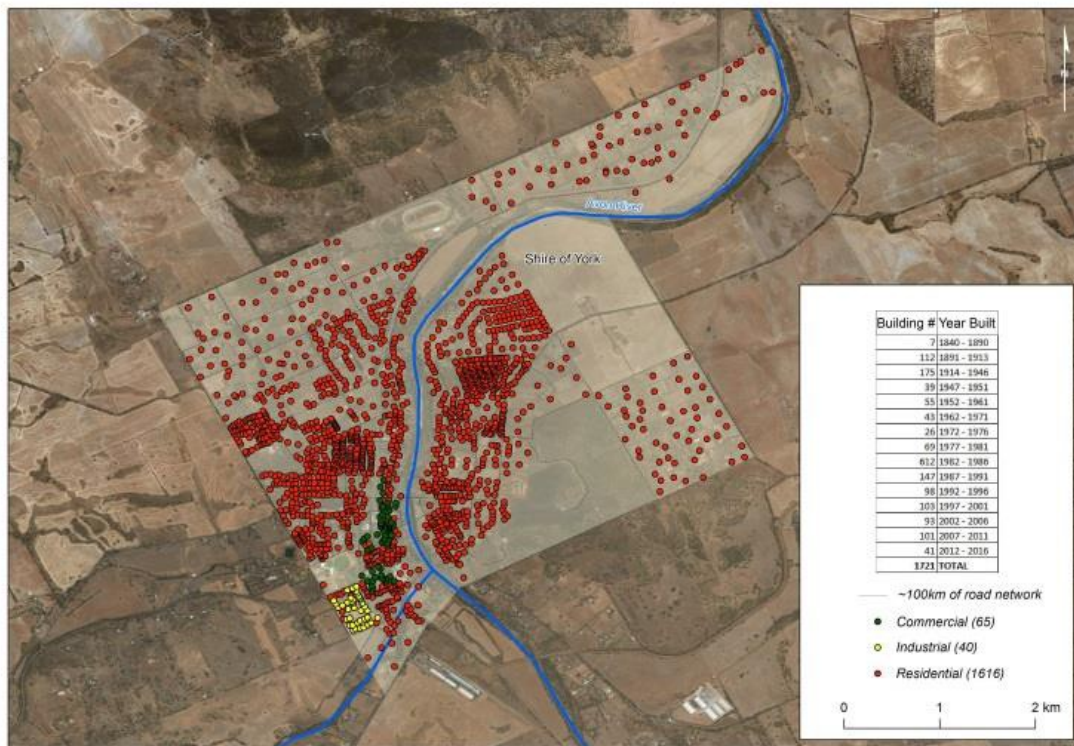 Avon River
Shire of York
Building # Year Built
7 1840 - 1890
112 1891 - 1913
175 1914 - 1946
39 1947 - 1951
55 1952 - 1961
43 1962 - 1971
26 1972 - 1976
69 1977 - 1981
612 1982 - 1986
147 1987 - 1991
98 1992 - 1996
103 1997 - 2001
93 2002 - 2006
101 2007 - 2011
41 2012 - 2016
1721 TOTAL
~100km of road network
Commercial (65)
Industrial (40)
Residential (1616)
0 1 2 km